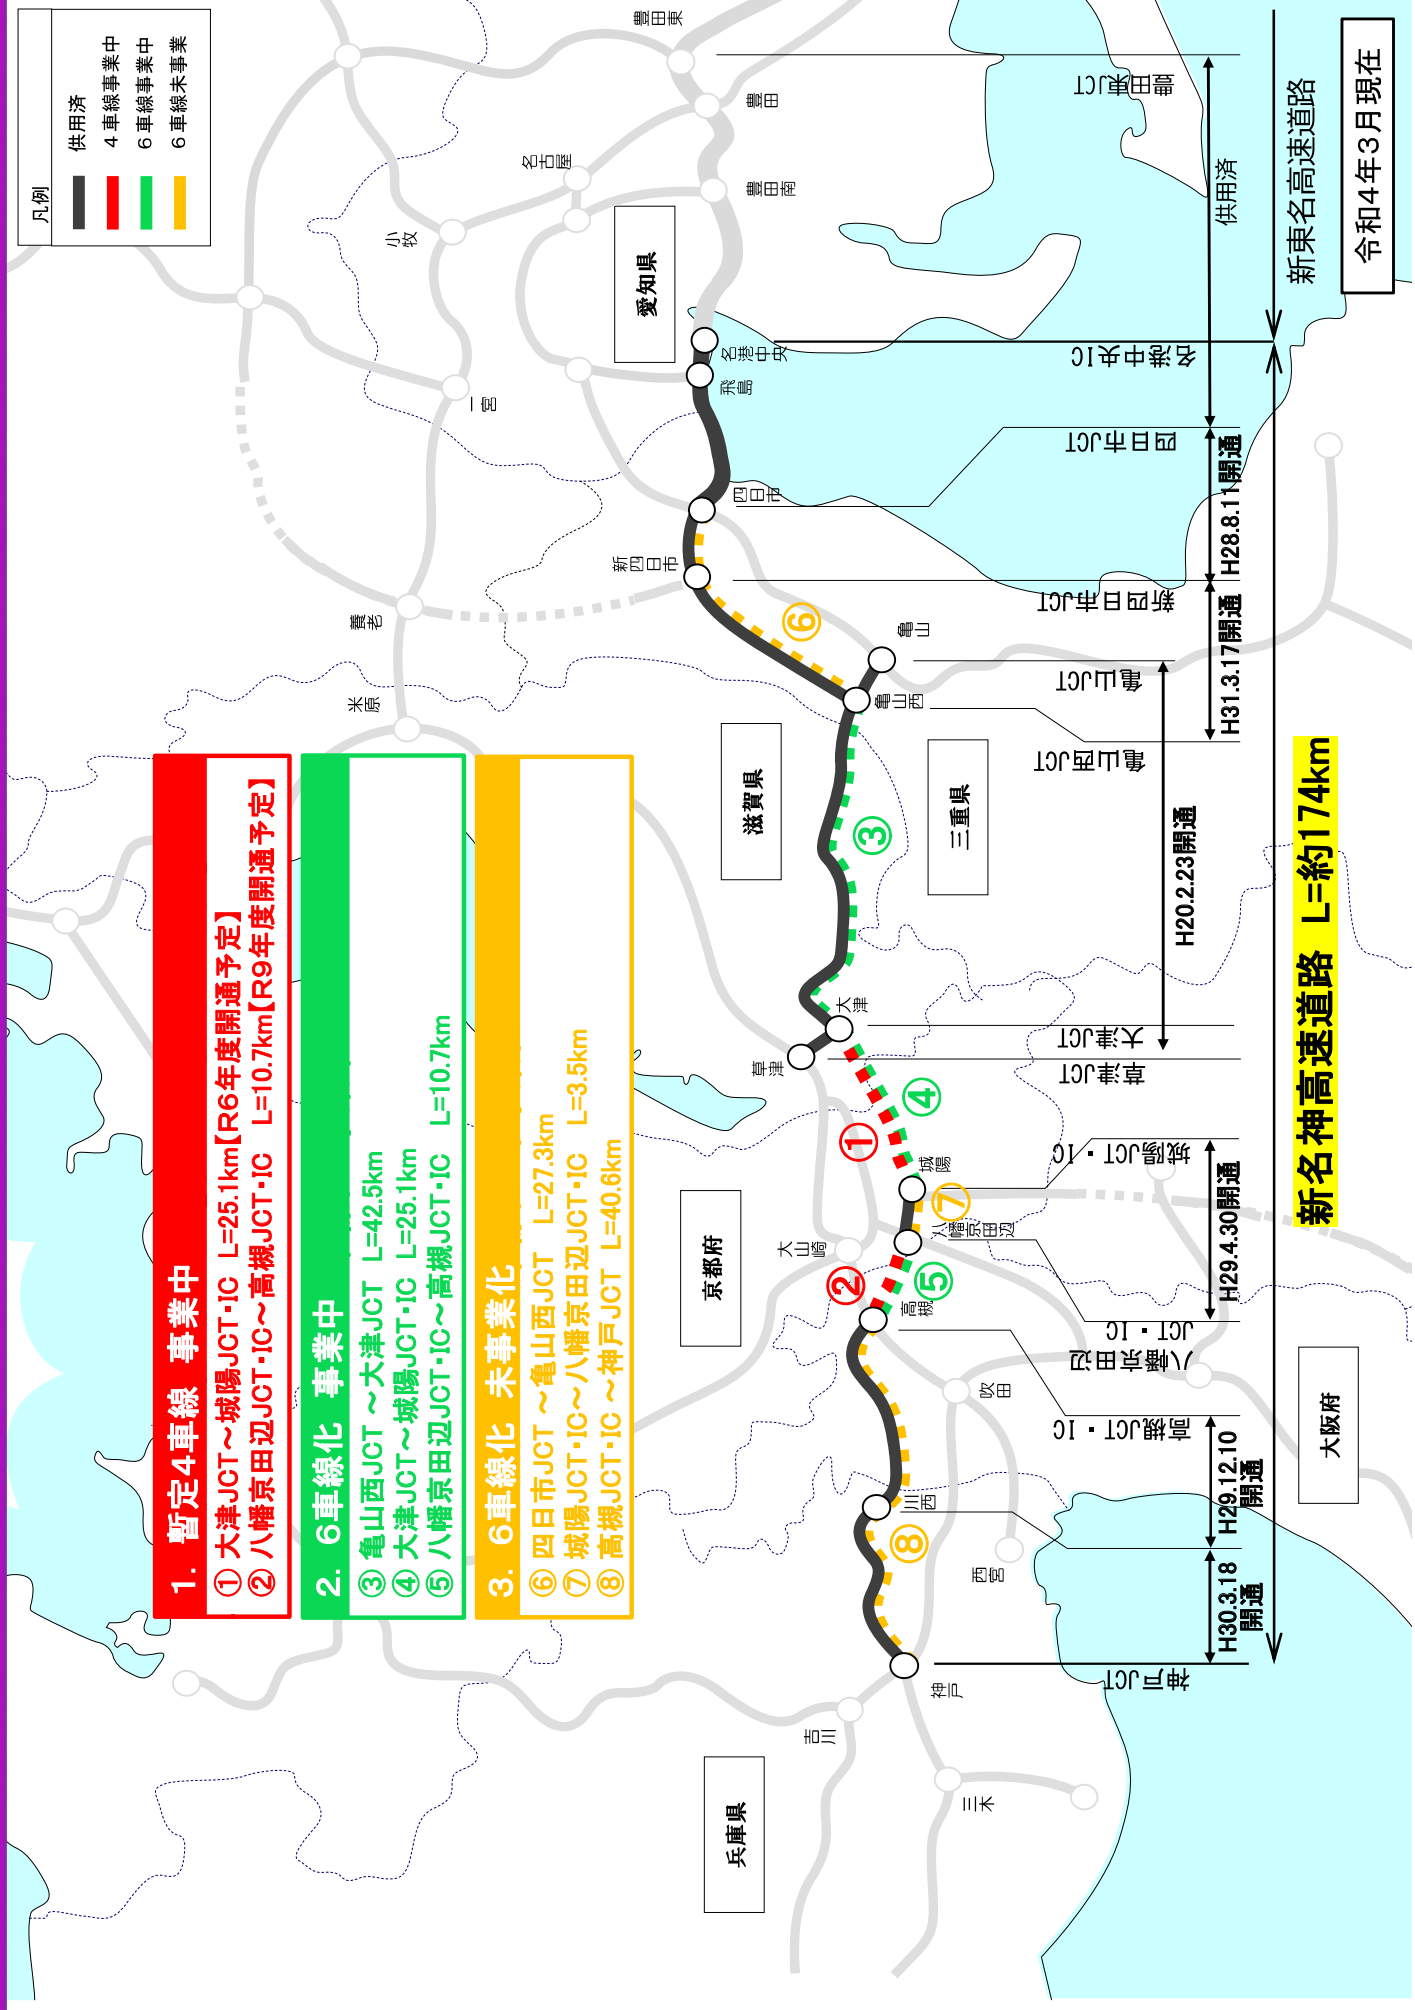 凡例
供用済
4車線事業中
6車線事業中
6車線未事業
1. 暫定4車線 事業中
① 大津JCT~城陽JCT・IC L=25.1km【R6年度開通予定】
② 八幡京田辺JCT・IC~高槻JCT・IC L=10.7km【R9年度開通予定】
2. 6車線化 事業中
③ 亀山西JCT ~大津JCT L=42.5km
④ 大津JCT~城陽JCT・IC L=25.1km
⑤ 八幡京田辺JCT・IC~高槻JCT・IC L=10.7km
3. 6車線化 未事業化
⑥ 四日市JCT ~亀山西JCT L=27.3km
⑦ 城陽JCT・IC~八幡京田辺JCT・IC L=3.5km
⑧ 高槻JCT・IC ~神戸JCT L=40.6km
米原
養老
一宮
小牧
名古屋
豊田東
豊田
豊田南
愛知県
名港中央
飛島
四日市
新四日市
亀山
亀山西
滋賀県
三重県
大津
草津
城陽
八幡京田辺
大山崎
京都府
高槻
吹田
川西
西宮
神戸
吉川
三木
兵庫県
大阪府
①
②
③
④
⑤
⑥
⑦
⑧
神戸JCT
高槻JCT・IC
八幡京田辺
JCT・IC
城陽JCT・IC
草津JCT
大津JCT
亀山西JCT
亀山JCT
新四日市JCT
四日市JCT
名港中央IC
豊田東JCT
H30.3.18
開通
H29.12.10
開通
H29.4.30開通
H20.2.23開通
H31.3.17開通
H28.8.11開通
供用済
新名神高速道路 L=約174km
新東名高速道路
令和4年3月現在